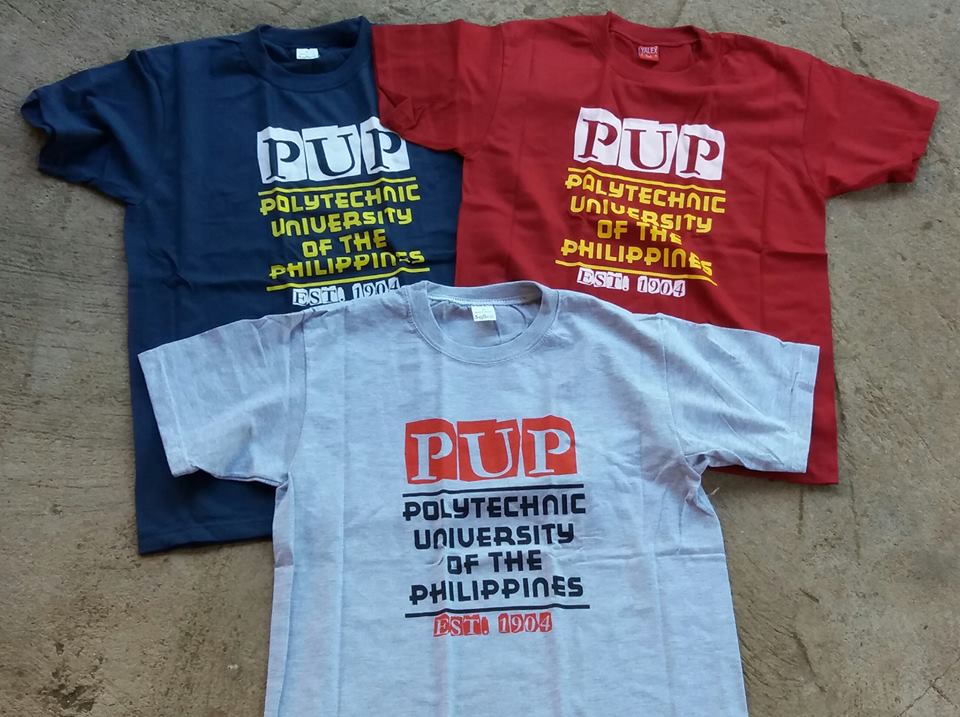 PUP
POLYTECHNIC
UNIVERSITY
OF THE
PHILIPPINES
EST. 1904
YALEX
PUP
POLYTECHNIC
UNIVERSITY
OF THE
PHILIPPINES
EST. 1904
PUP
POLYTECHNIC
UNIVERSITY
OF THE
PHILIPPINES
EST. 1904